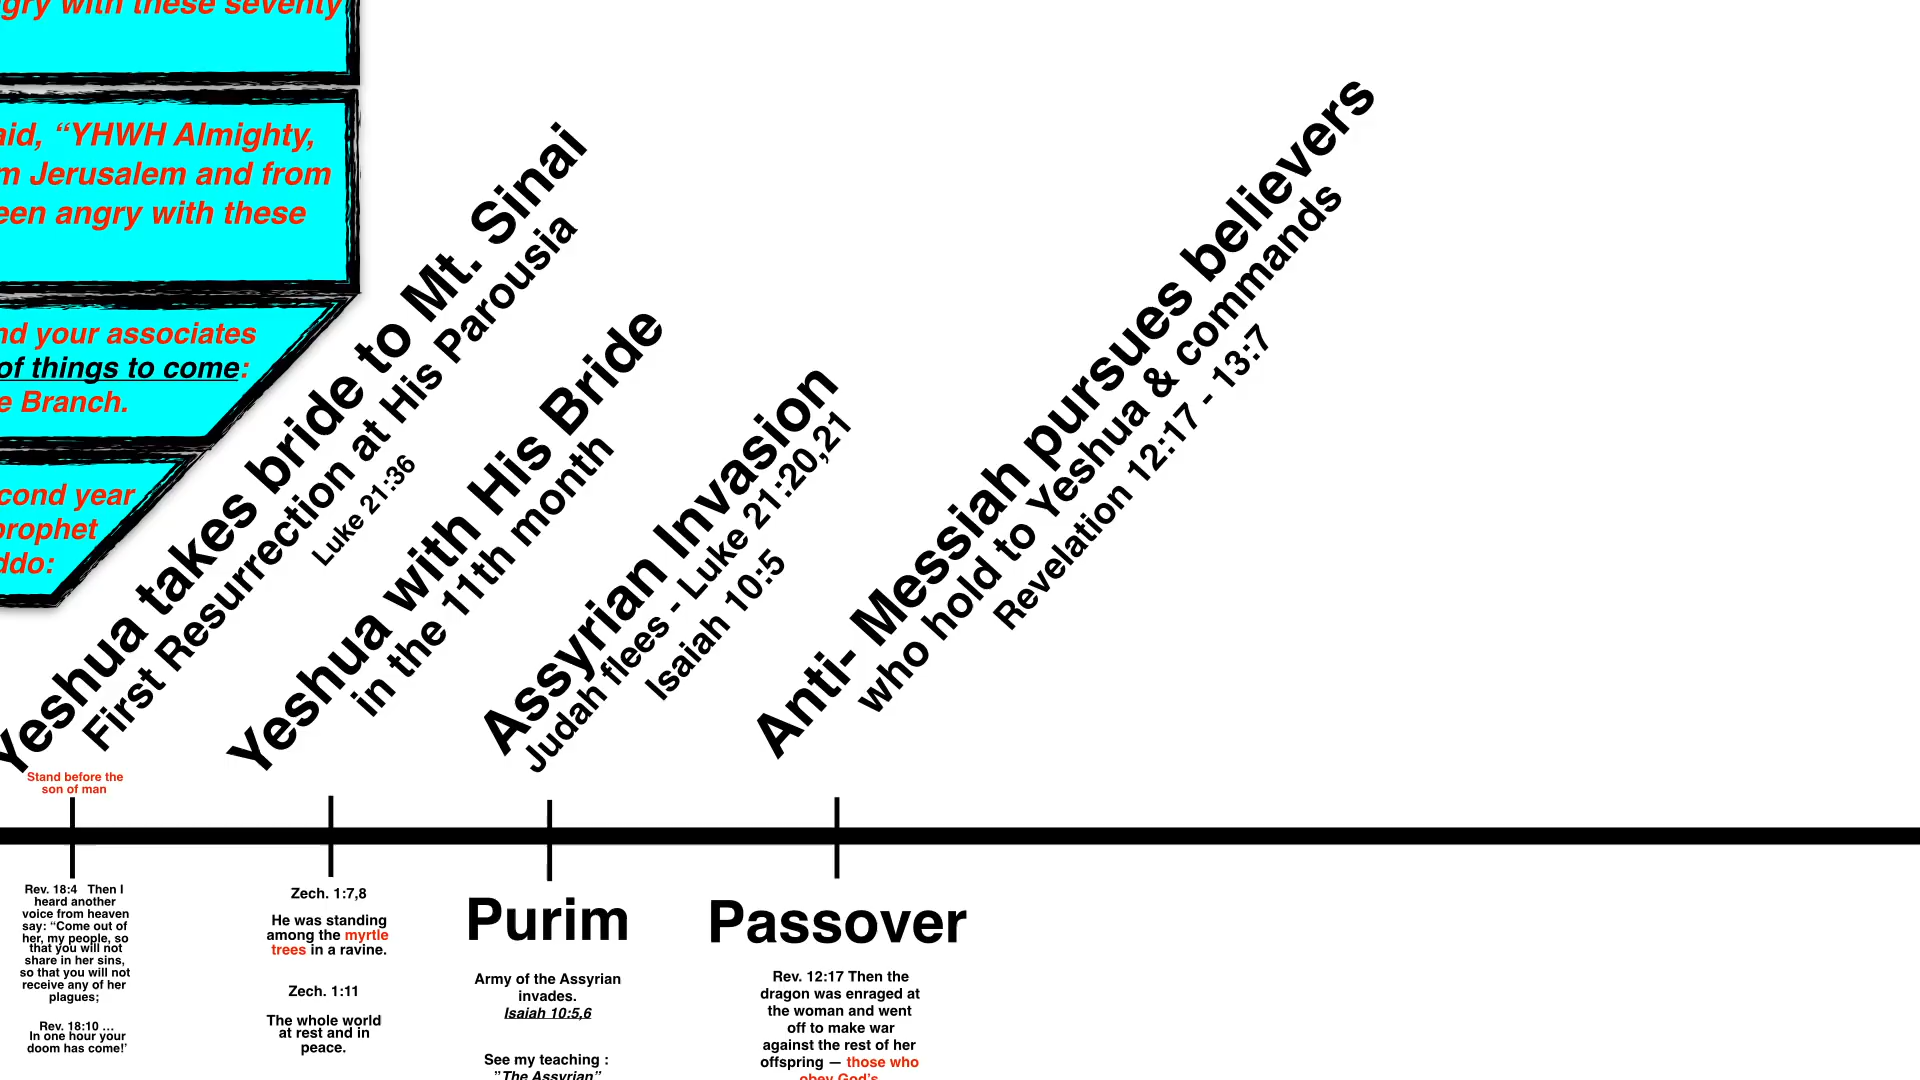 gry with these seventy
aid, “YHWH Almighty,
m Jerusalem and from
een angry with these
nd your associates
of things to come:
e Branch.
cond year
prophet
ddo:
Yeshua takes bride to Mt. Sinai
First Resurrection at His Parousia
Luke 21:36
Yeshua with His Bride
in the 11th month
Assyrian Invasion
Judah flees - Luke 21:20,21
Isaiah 10:5
Anti- Messiah pursues believers
who hold to Yeshua & commands
Revelation 12:17 - 13:7
Stand before the
son of man
Rev. 18:4 Then I
heard another
voice from heaven
say: “Come out of
her, my people, so
that you will not
share in her sins,
so that you will not
receive any of her
plagues;
Rev. 18:10 ...
In one hour your
doom has come!’
Zech. 1:7,8
He was standing
among the myrtle
trees in a ravine.
Zech. 1:11
The whole world
at rest and in
peace.
Purim
Army of the Assyrian
invades.
Isaiah 10:5,6
See my teaching :
”The Assyrian”
Passover
Rev. 12:17 Then the
dragon was enraged at
the woman and went
off to make war
against the rest of her
offspring — those who
obey God’s